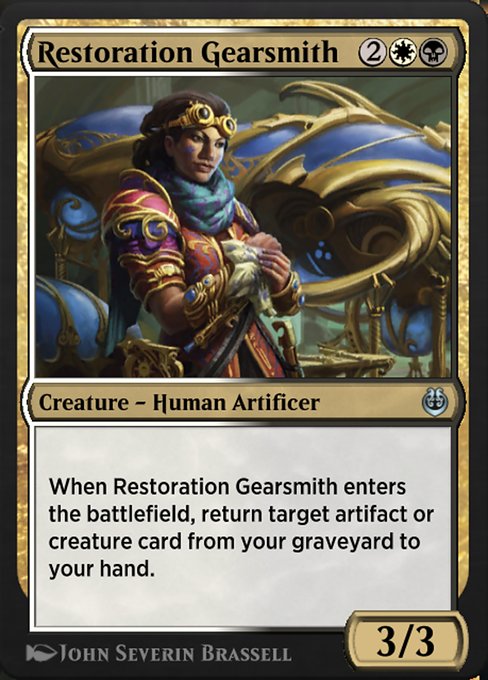 Restoration Gearsmith 2
Creature – Human Artificer
When Restoration Gearsmith enters
the battlefield, return target artifact or
creature card from your graveyard to
your hand.
3/3
John Severin Brassell